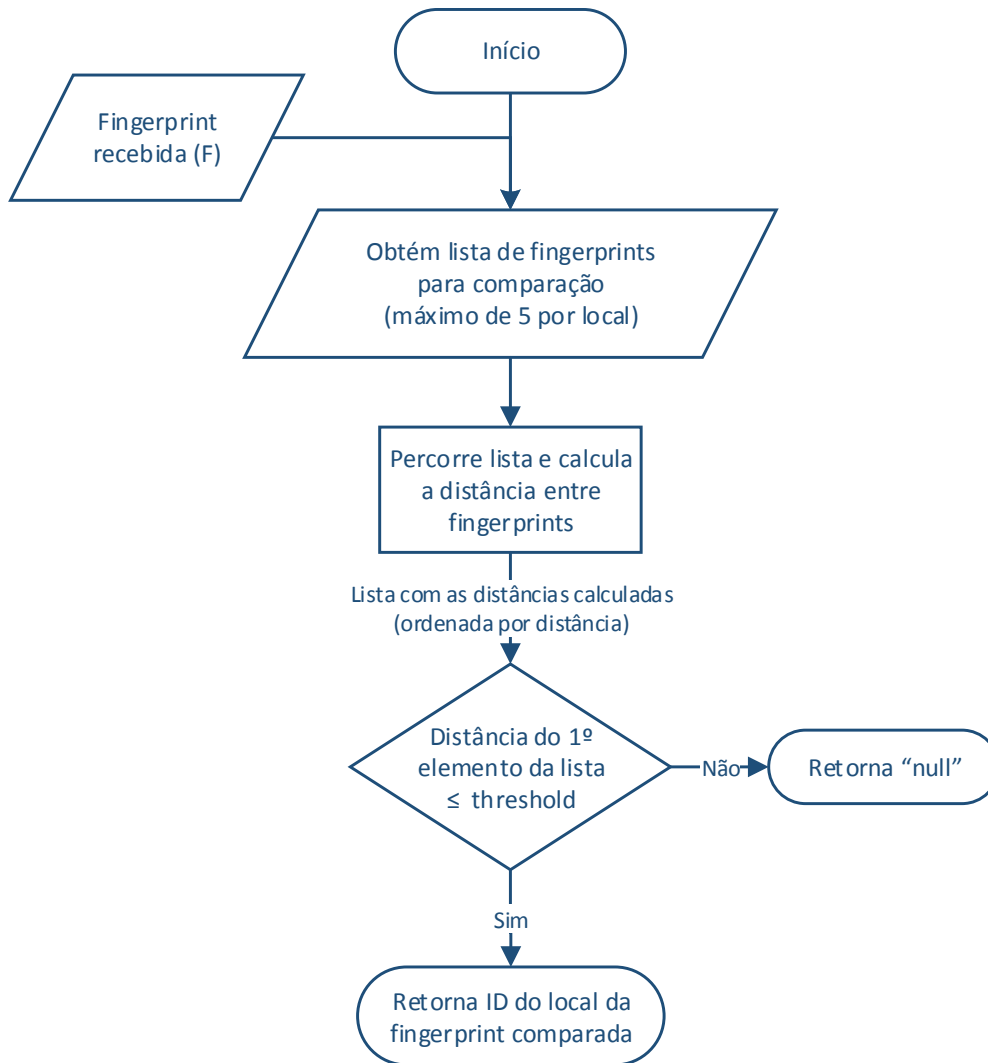 Início
Fingerprint
recebida (F)
Obtém lista de fingerprints
para comparação
(máximo de 5 por local)
Percorre lista e calcula
a distância entre
fingerprints
Lista com as distâncias calculadas
(ordenada por distância)
Distância do 1º
elemento da lista
≤ threshold
Não
Retorna “null”
Sim
Retorna ID do local da
fingerprint comparada